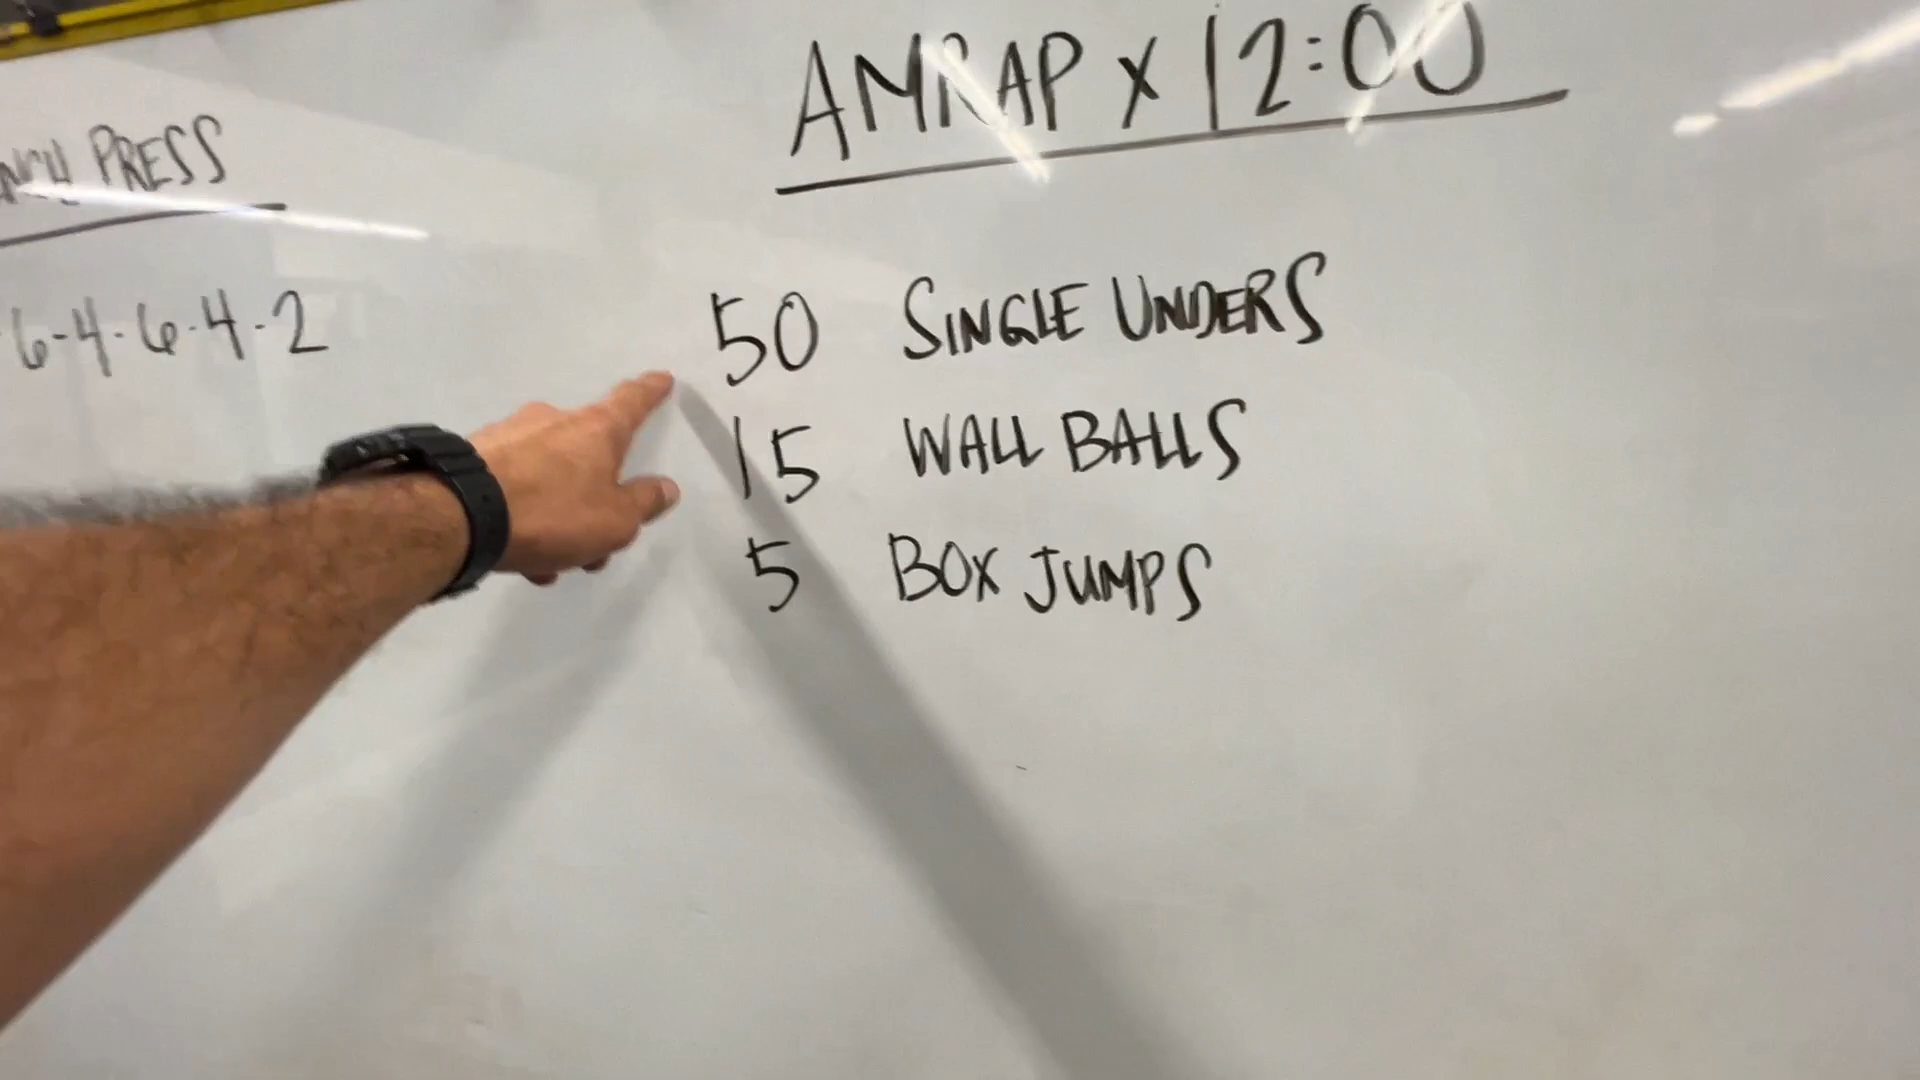 PRESS
6-4-6-4-2
AMRAP X 12:00
50 SINGLE UNDERS
15 WALL BALLS
5 BOX JUMPS